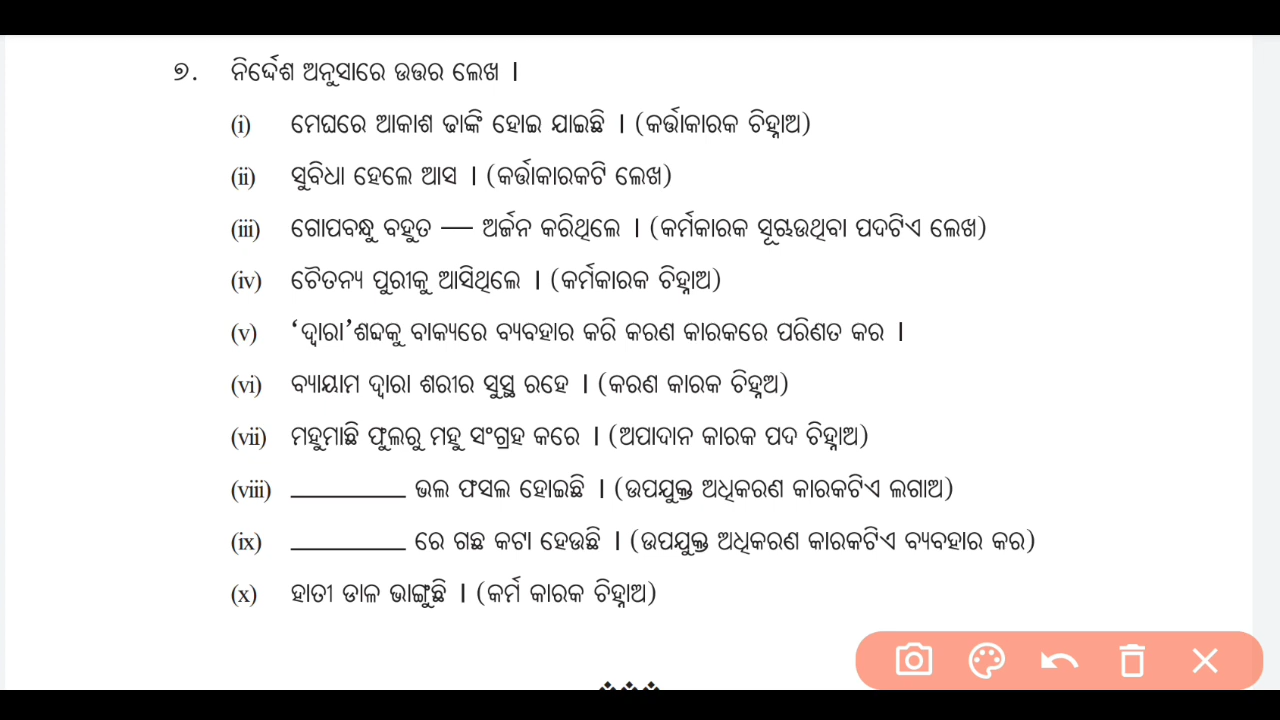 ୭. ନିର୍ଦ୍ଦେଶ ଅନୁସାରେ ଉତ୍ତର ଲେଖ ।
(i) ମେଘରେ ଆକାଶ ଢାଙ୍କି ହୋଇ ଯାଇଛି । (କର୍ତ୍ତାକାରକ ଚିହ୍ନାଅ)
(ii) ସୁବିଧା ହେଲେ ଆସ । (କର୍ତ୍ତାକାରକଟି ଲେଖ)
(iii) ଗୋପବନ୍ଧୁ ବହୁତ — ଅର୍ଜନ କରିଥିଲେ । (କର୍ମକାରକ ସୂଚ୍ଭଉଥିବା ପଦଟିଏ ଲେଖ)
(iv) ଚୈତନ୍ୟ ପୁରୀକୁ ଆସିଥିଲେ । (କର୍ମକାରକ ଚିହ୍ନାଅ)
(v) ‘ଦ୍ୱାରା’ଶବ୍ଦକୁ ବାକ୍ୟରେ ବ୍ୟବହାର କରି କରଣ କାରକରେ ପରିଣତ କର ।
(vi) ବ୍ୟାୟାମ ଦ୍ୱାରା ଶରୀର ସୁସ୍ଥ ରହେ । (କରଣ କାରକ ଚିହ୍ନଅ)
(vii) ମହୁମାଛି ଫୁଲରୁ ମହୁ ସଂଗ୍ରହ କରେ । (ଅପାଦାନ କାରକ ପଦ ଚିହ୍ନାଅ)
(viii) ________ ଭଲ ଫସଲ ହୋଇଛି । (ଉପଯୁକ୍ତ ଅଧିକରଣ କାରକଟିଏ ଲଗାଅ)
(ix) ________ ରେ ଗଛ କଟା ହେଉଛି । (ଉପଯୁକ୍ତ ଅଧିକରଣ କାରକଟିଏ ବ୍ୟବହାର କର)
(x) ହାତୀ ଡାଳ ଭାଙ୍ଗୁଛି । (କର୍ମ କାରକ ଚିହ୍ନାଅ)